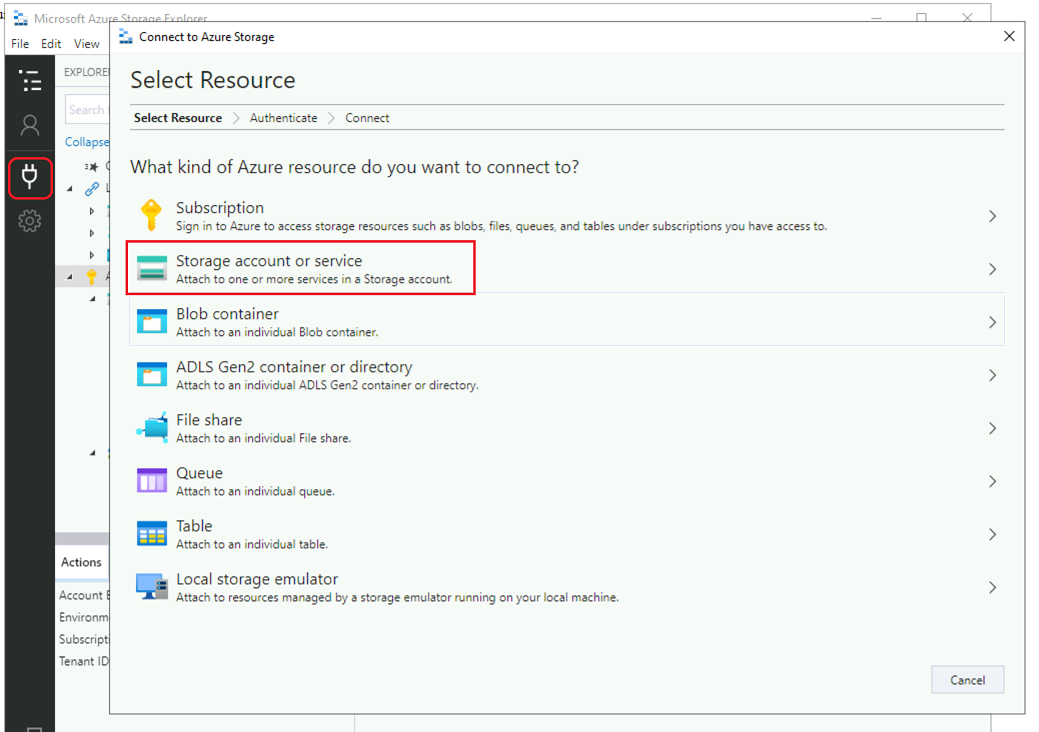 Microsoft Azure Storage Explorer
File Edit View
Connect to Azure Storage
EXPLORE
Search
Collapse
Select Resource
Select Resource Authenticate Connect
What kind of Azure resource do you want to connect to?
Subscription
Sign in to Azure to access storage resources such as blobs, files, queues, and tables under subscriptions you have access to.
Storage account or service
Attach to one or more services in a Storage account.
Blob container
Attach to an individual Blob container.
ADLS Gen2 container or directory
Attach to an individual ADLS Gen2 container or directory.
File share
Attach to an individual File share.
Queue
Attach to an individual queue.
Table
Attach to an individual table.
Local storage emulator
Attach to resources managed by a storage emulator running on your local machine.
Actions
Account
Environm
Subscripti
Tenant ID
Cancel